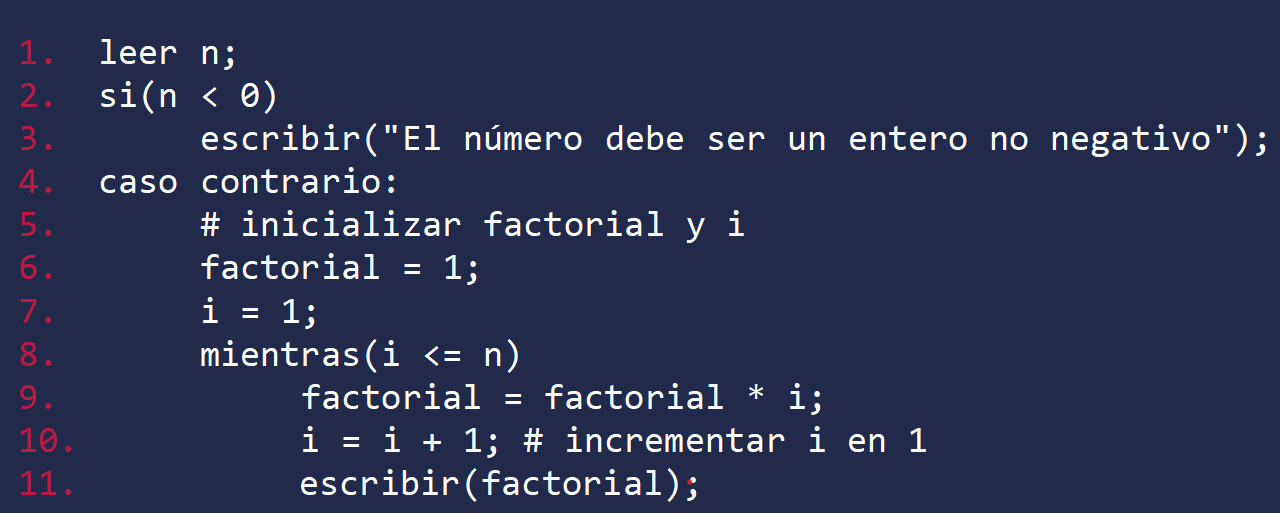 1. leer n;
2. si(n < 0)
3. escribir("El número debe ser un entero no negativo");
4. caso contrario:
5. # inicializar factorial y i
6. factorial = 1;
7. i = 1;
8. mientras(i <= n)
9. factorial = factorial * i;
10. i = i + 1; # incrementar i en 1
11. escribir(factorial);